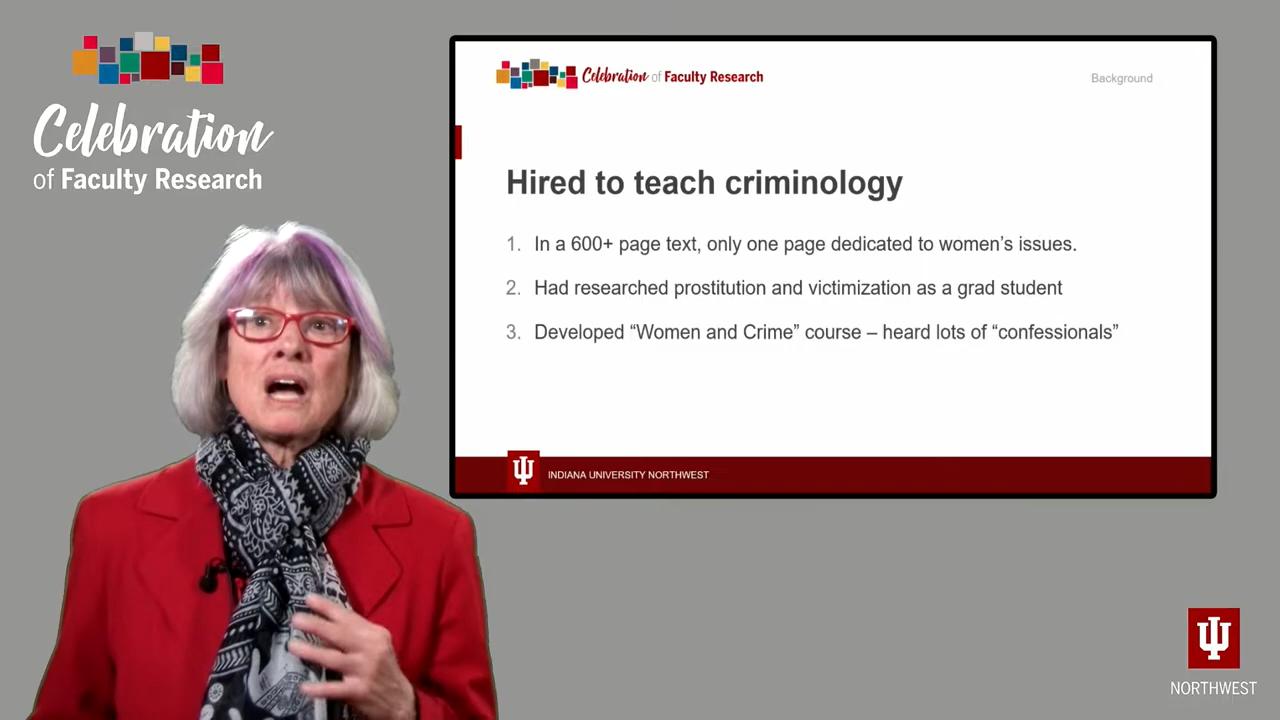 Celebration
of Faculty Research
Celebration of Faculty Research
Background
Hired to teach criminology
1. In a 600+ page text, only one page dedicated to women's issues.
2. Had researched prostitution and victimization as a grad student
3. Developed “Women and Crime” course – heard lots of “confessionals”
INDIANA UNIVERSITY NORTHWEST
NORTHWEST